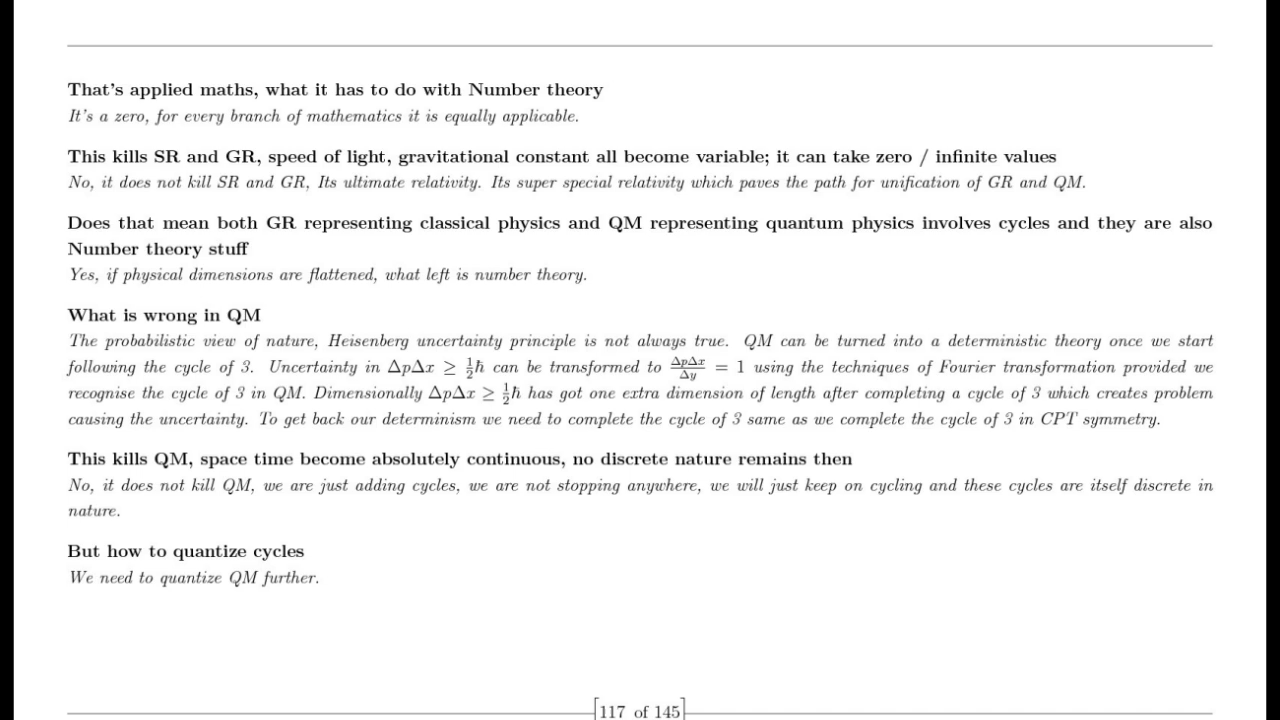 That's applied maths, what it has to do with Number theory
It's a zero, for every branch of mathematics it is equally applicable.
This kills SR and GR, speed of light, gravitational constant all become variable; it can take zero / infinite values
No, it does not kill SR and GR, Its ultimate relativity. Its super special relativity which paves the path for unification of GR and QM.
Does that mean both GR representing classical physics and QM representing quantum physics involves cycles and they are also
Number theory stuff
Yes, if physical dimensions are flattened, what left is number theory.
What is wrong in QM
The probabilistic view of nature, Heisenberg uncertainty principle is not always true. QM can be turned into a deterministic theory once we start
following the cycle of 3. Uncertainty in ΔpΔx ≥ ½ℏ can be transformed to ΔpΔx/Δy = 1 using the techniques of Fourier transformation provided we
recognise the cycle of 3 in QM. Dimensionally ΔpΔx ≥ ½ℏ has got one extra dimension of length after completing a cycle of 3 which creates problem
causing the uncertainty. To get back our determinism we need to complete the cycle of 3 same as we complete the cycle of 3 in CPT symmetry.
This kills QM, space time become absolutely continuous, no discrete nature remains then
No, it does not kill QM, we are just adding cycles, we are not stopping anywhere, we will just keep on cycling and these cycles are itself discrete in
nature.
But how to quantize cycles
We need to quantize QM further.
[117 of 145]